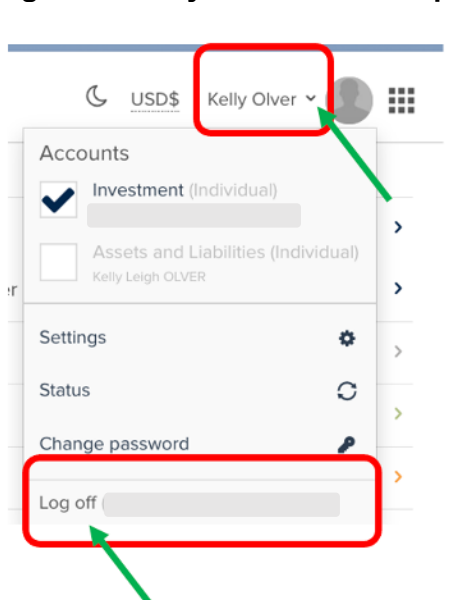 USD$ Kelly Olver
Accounts
Investment (Individual)
Assets and Liabilities (Individual)
Kelly Leigh OLVER
Settings
Status
Change password
Log off (